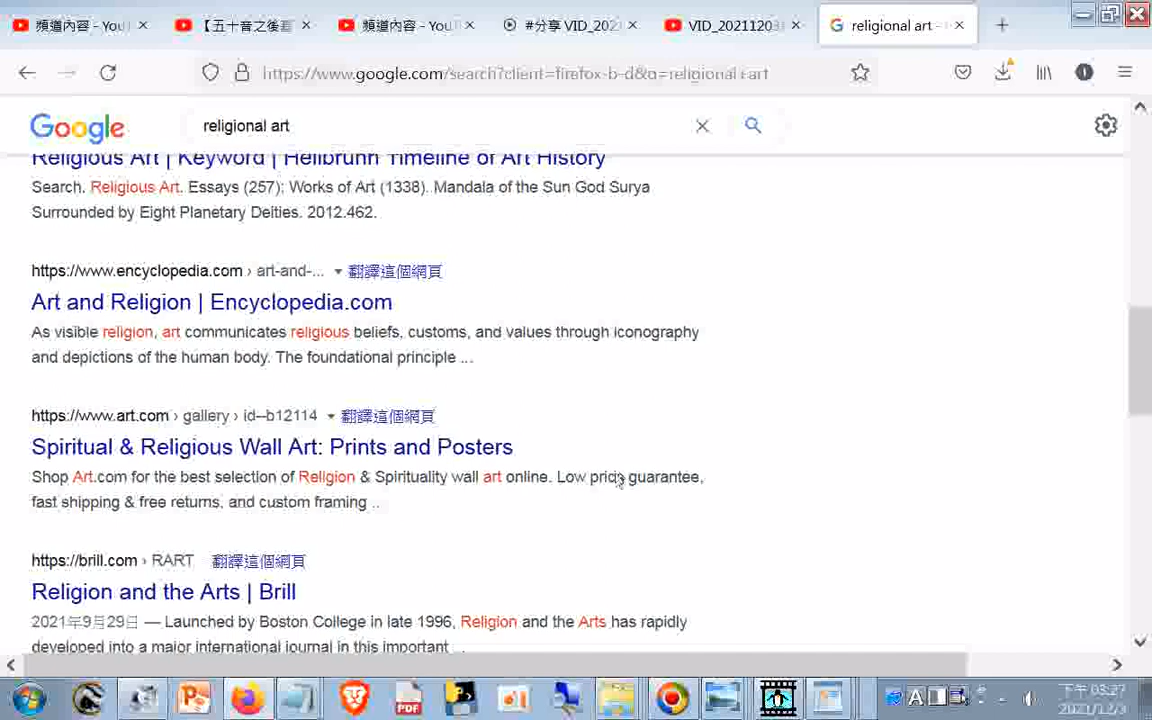 頻道內容 - You
【五十音之後
頻道內容 - YouT
#分享 VID_202
VID_20211203
religional art -
https://www.google.com/search?client=firefox-b-d&q=religional+art
Google
religional art
Religious Art | Keyword | Heilbrunn Timeline of Art History
Search. Religious Art. Essays (257); Works of Art (1338). Mandala of the Sun God Surya
Surrounded by Eight Planetary Deities. 2012.462.
https://www.encyclopedia.com › art-and-... 翻譯這個網頁
Art and Religion | Encyclopedia.com
As visible religion, art communicates religious beliefs, customs, and values through iconography
and depictions of the human body. The foundational principle ...
https://www.art.com › gallery › id--b12114 翻譯這個網頁
Spiritual & Religious Wall Art: Prints and Posters
Shop Art.com for the best selection of Religion & Spirituality wall art online. Low price guarantee,
fast shipping & free returns, and custom framing ..
https://brill.com › RART 翻譯這個網頁
Religion and the Arts | Brill
2021年9月29日 — Launched by Boston College in late 1996, Religion and the Arts has rapidly
developed into a major international journal in this important ...
PDF
A
下午 03:27
2021/12/3